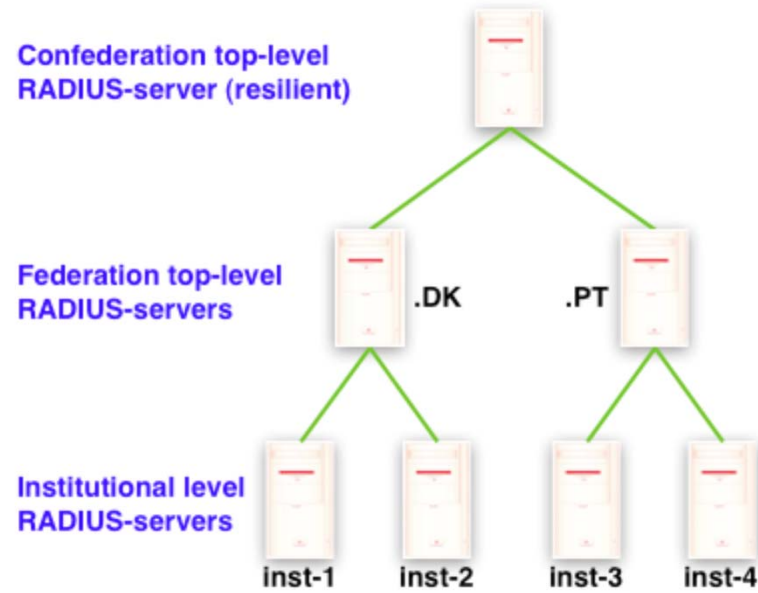 Confederation top-level
RADIUS-server (resilient)
Federation top-level
RADIUS-servers
.DK
.PT
Institutional level
RADIUS-servers
inst-1
inst-2
inst-3
inst-4